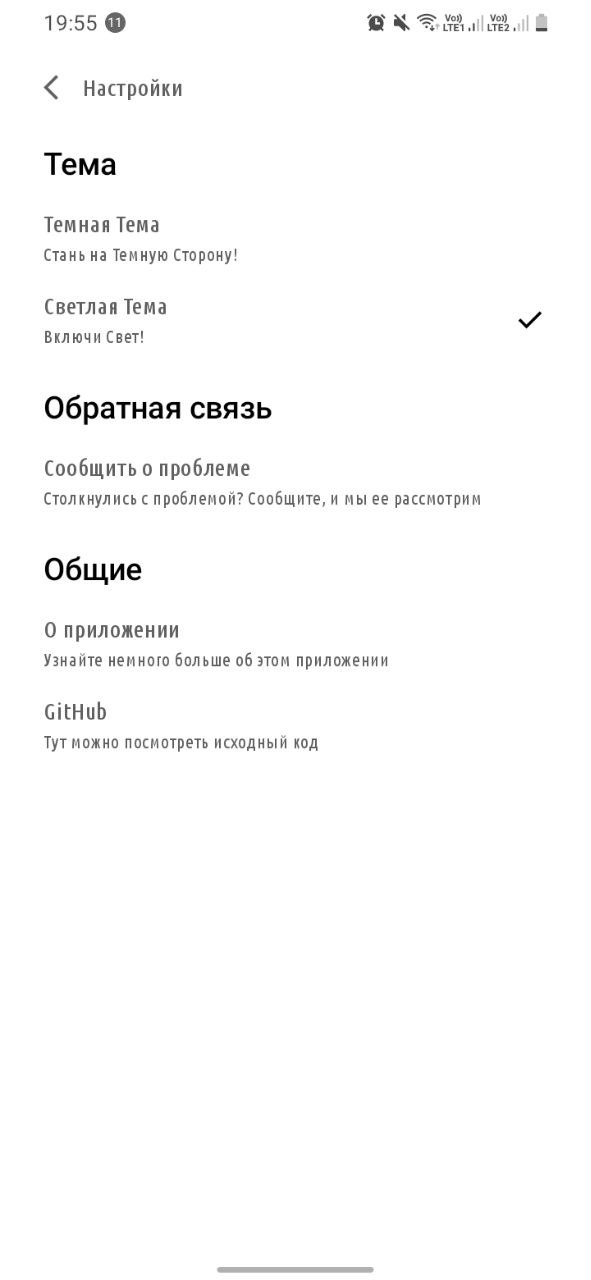 19:55 11 Vo)) LTE1 Vo)) LTE2
Настройки
Тема
Темная Тема
Стань на Темную Сторону!
Светлая Тема
Включи Свет!
Обратная связь
Сообщить о проблеме
Столкнулись с проблемой? Сообщите, и мы ее рассмотрим
Общие
О приложении
Узнайте немного больше об этом приложении
GitHub
Тут можно посмотреть исходный код